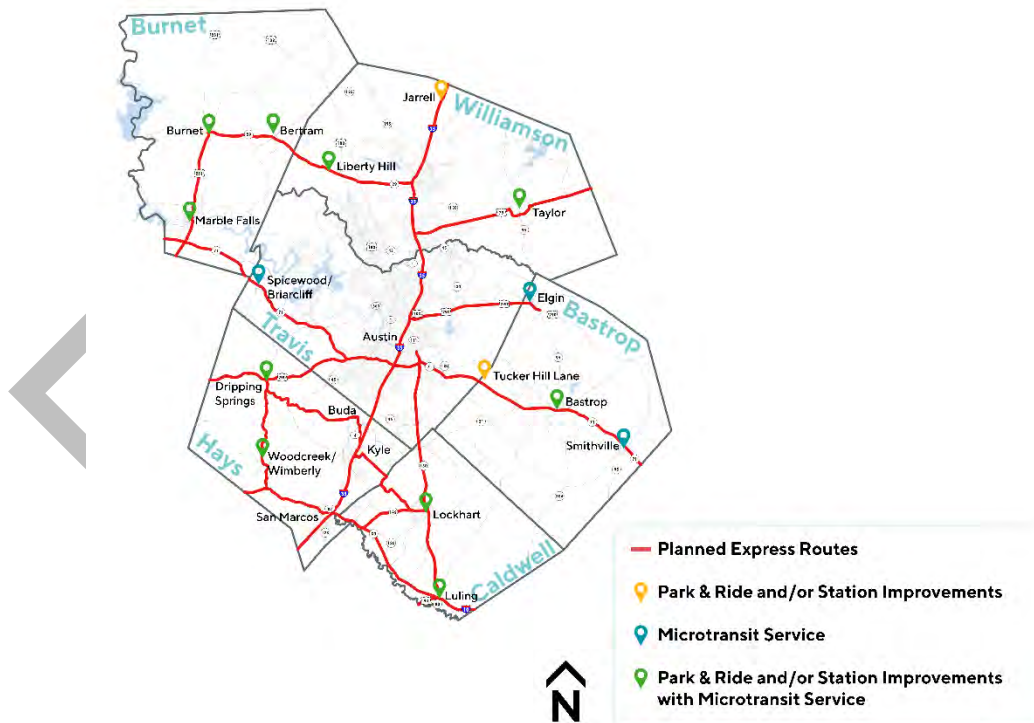 Burnet
Jarrell
Williamson
Burnet
Bertram
Liberty Hill
Taylor
Marble Falls
Spicewood/
Briarcliff
Elgin
Bastrop
Travis
Austin
Tucker Hill Lane
Dripping
Springs
Bastrop
Buda
Smithville
Hays
Woodcreek/
Wimberly
Kyle
San Marcos
Lockhart
Caldwell
Luling
Planned Express Routes
Park & Ride and/or Station Improvements
Microtransit Service
Park & Ride and/or Station Improvements
with Microtransit Service
N